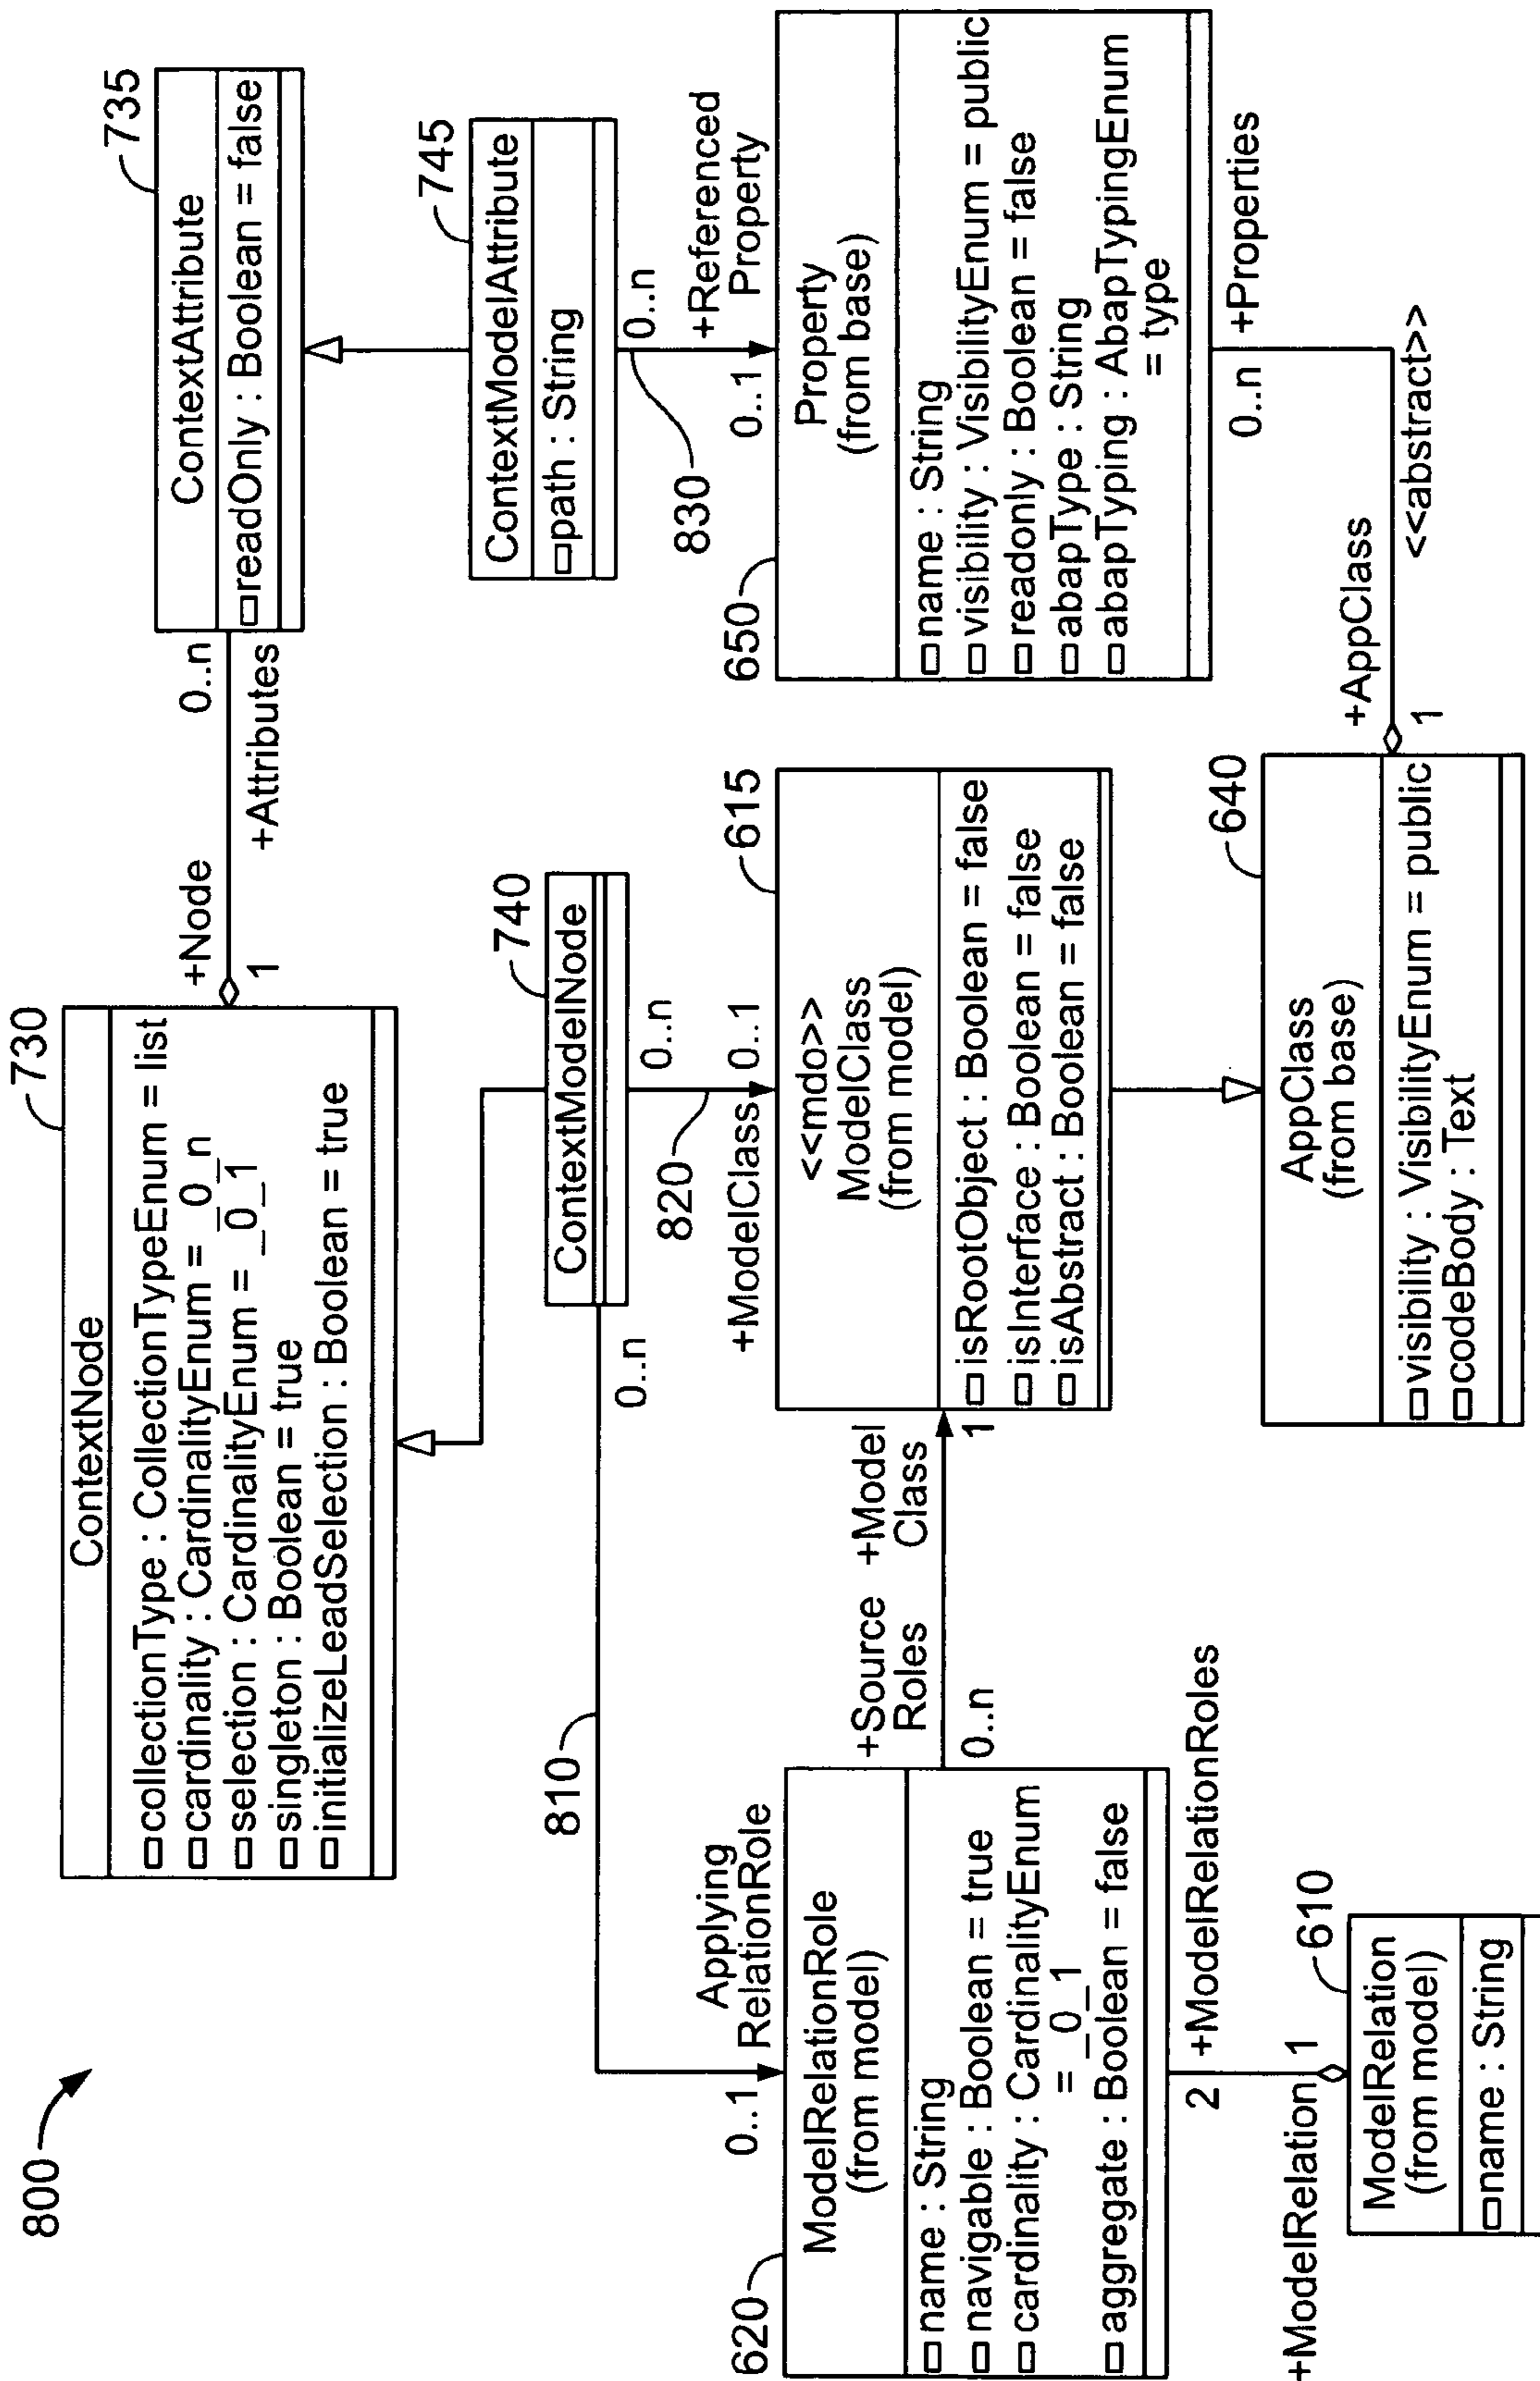 800
730
ContextNode
collectionType : CollectionTypeEnum = list
cardinality : CardinalityEnum = _0_n
selection : CardinalityEnum = _0_1
singleton : Boolean = true
initializeLeadSelection : Boolean = true
+Node
1
0..n
+Attributes
735
ContextAttribute
readOnly : Boolean = false
740
ContextModelNode
745
ContextModelAttribute
path : String
810
0..n
Applying
RelationRole
0..1
820
0..n
+ModelClass
0..1
830
0..n
+Referenced
Property
0..1
620
ModelRelationRole
(from model)
name : String
navigable : Boolean = true
cardinality : CardinalityEnum
= _0_1
aggregate : Boolean = false
+Source
Roles
0..n
+Model
Class
1
615
<<mdo>>
ModelClass
(from model)
isRootObject : Boolean = false
isInterface : Boolean = false
isAbstract : Boolean = false
650
Property
(from base)
name : String
visibility : VisibilityEnum = public
readonly : Boolean = false
abapType : String
abapTyping : AbapTypingEnum
= type
2
+ModelRelationRoles
+ModelRelation
1
610
ModelRelation
(from model)
name : String
640
AppClass
(from base)
visibility : VisibilityEnum = public
codeBody : Text
+AppClass
1
0..n
+Properties
<<abstract>>